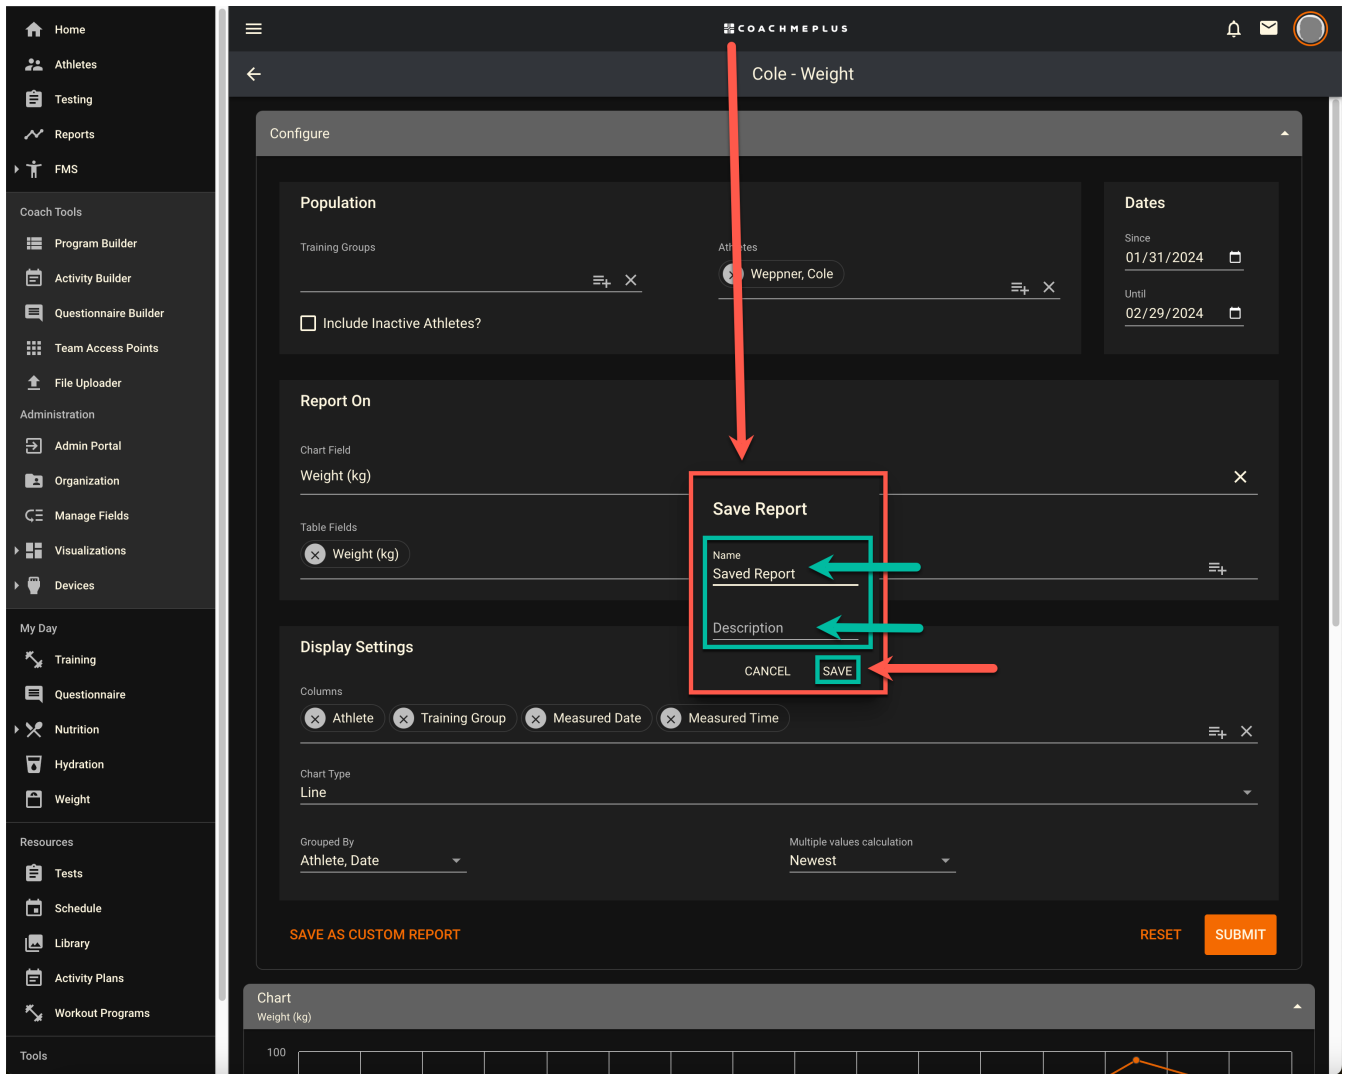 Home
Athletes
Testing
Reports
FMS
Coach Tools
Program Builder
Activity Builder
Questionnaire Builder
Team Access Points
File Uploader
Administration
Admin Portal
Organization
Manage Fields
Visualizations
Devices
My Day
Training
Questionnaire
Nutrition
Hydration
Weight
Resources
Tests
Schedule
Library
Activity Plans
Workout Programs
Tools
COACHMEPLUS
Cole - Weight
Configure
Population
Training Groups
Include Inactive Athletes?
Athletes
Weppner, Cole
Dates
Since
01/31/2024
Until
02/29/2024
Report On
Chart Field
Weight (kg)
Table Fields
Weight (kg)
Save Report
Name
Saved Report
Description
CANCEL SAVE
Display Settings
Columns
Athlete Training Group Measured Date Measured Time
Chart Type
Line
Grouped By
Athlete, Date
Multiple values calculation
Newest
SAVE AS CUSTOM REPORT
RESET SUBMIT
Chart
Weight (kg)
100